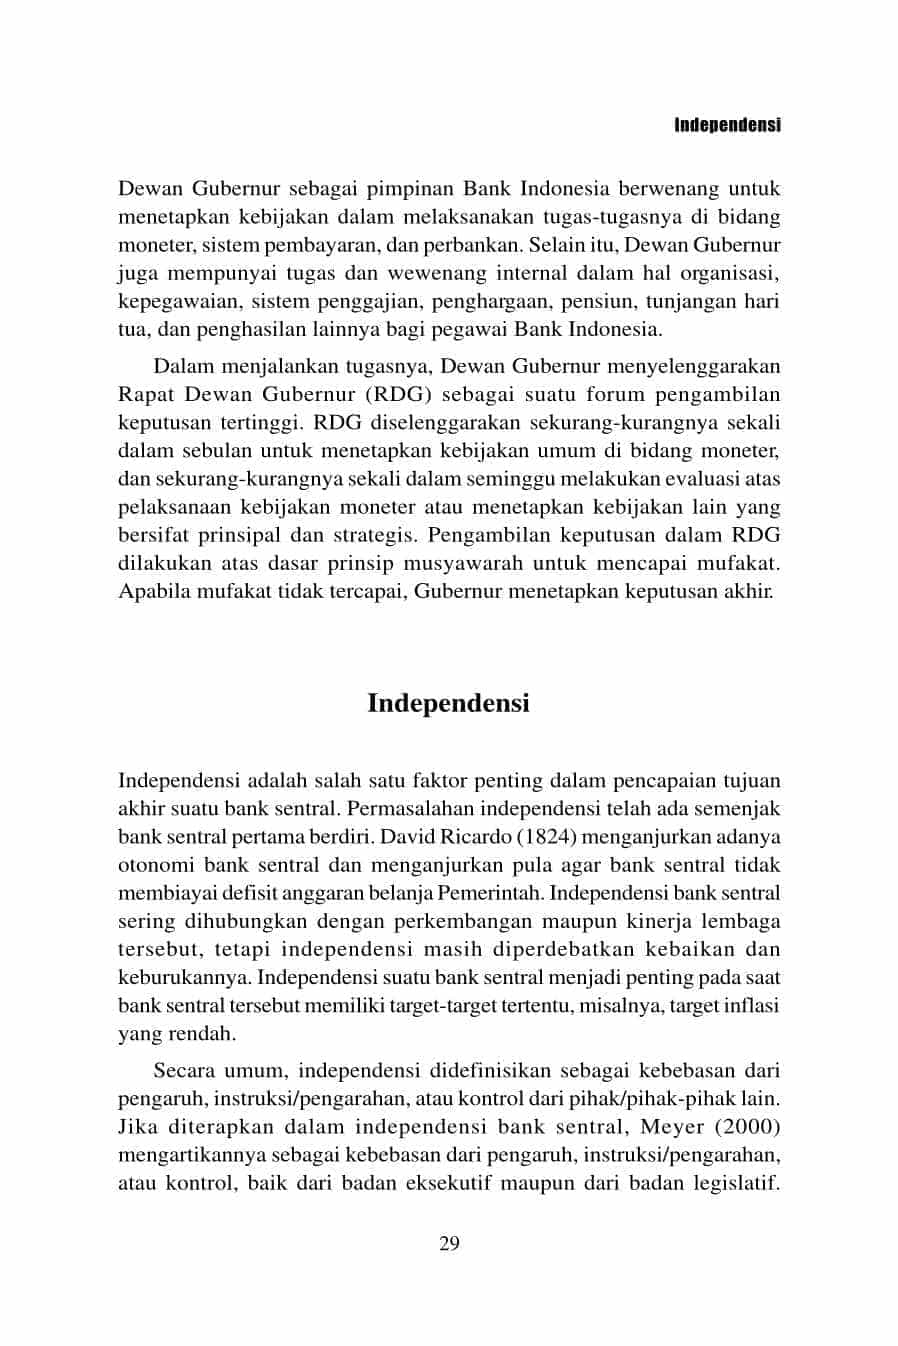 Independensi
Dewan Gubernur sebagai pimpinan Bank Indonesia berwenang untuk
menetapkan kebijakan dalam melaksanakan tugas-tugasnya di bidang
moneter, sistem pembayaran, dan perbankan. Selain itu, Dewan Gubernur
juga mempunyai tugas dan wewenang internal dalam hal organisasi,
kepegawaian, sistem penggajian, penghargaan, pensiun, tunjangan hari
tua, dan penghasilan lainnya bagi pegawai Bank Indonesia.
Dalam menjalankan tugasnya, Dewan Gubernur menyelenggarakan
Rapat Dewan Gubernur (RDG) sebagai suatu forum pengambilan
keputusan tertinggi. RDG diselenggarakan sekurang-kurangnya sekali
dalam sebulan untuk menetapkan kebijakan umum di bidang moneter,
dan sekurang-kurangnya sekali dalam seminggu melakukan evaluasi atas
pelaksanaan kebijakan moneter atau menetapkan kebijakan lain yang
bersifat prinsipal dan strategis. Pengambilan keputusan dalam RDG
dilakukan atas dasar prinsip musyawarah untuk mencapai mufakat.
Apabila mufakat tidak tercapai, Gubernur menetapkan keputusan akhir.
Independensi
Independensi adalah salah satu faktor penting dalam pencapaian tujuan
akhir suatu bank sentral. Permasalahan independensi telah ada semenjak
bank sentral pertama berdiri. David Ricardo (1824) menganjurkan adanya
otonomi bank sentral dan menganjurkan pula agar bank sentral tidak
membiayai defisit anggaran belanja Pemerintah. Independensi bank sentral
sering dihubungkan dengan perkembangan maupun kinerja lembaga
tersebut, tetapi independensi masih diperdebatkan kebaikan dan
keburukannya. Independensi suatu bank sentral menjadi penting pada saat
bank sentral tersebut memiliki target-target tertentu, misalnya, target inflasi
yang rendah.
Secara umum, independensi didefinisikan sebagai kebebasan dari
pengaruh, instruksi/pengarahan, atau kontrol dari pihak/pihak-pihak lain.
Jika diterapkan dalam independensi bank sentral, Meyer (2000)
mengartikannya sebagai kebebasan dari pengaruh, instruksi/pengarahan,
atau kontrol, baik dari badan eksekutif maupun dari badan legislatif.
29